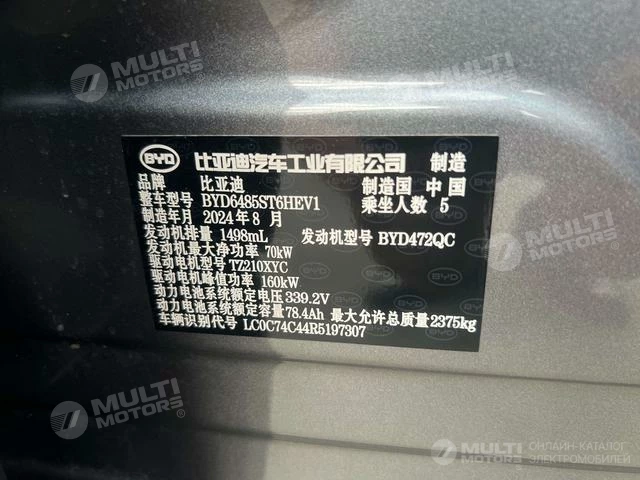 MULTI MOTORS
MULTI MOTORS
BYD 比亚迪汽车工业有限公司 制造
品牌 比亚迪 制造国 中国
整车型号 BYD6485ST6HEV1 乘坐人数 5
制造年月 2024年8月
发动机排量 1498mL 发动机型号 BYD472QC
发动机最大净功率 70kW
驱动电机型号 TZ210XYC
驱动电机峰值功率 160kW
动力电池系统额定电压 339.2V
动力电池系统额定容量 78.4Ah 最大允许总质量 2375kg
车辆识别代号 LC0C74C44R5197307
MULTI MOTORS
MULTI MOTORS
ОНЛАЙН-КАТАЛОГ
ЭЛЕКТРОМОБИЛЕЙ